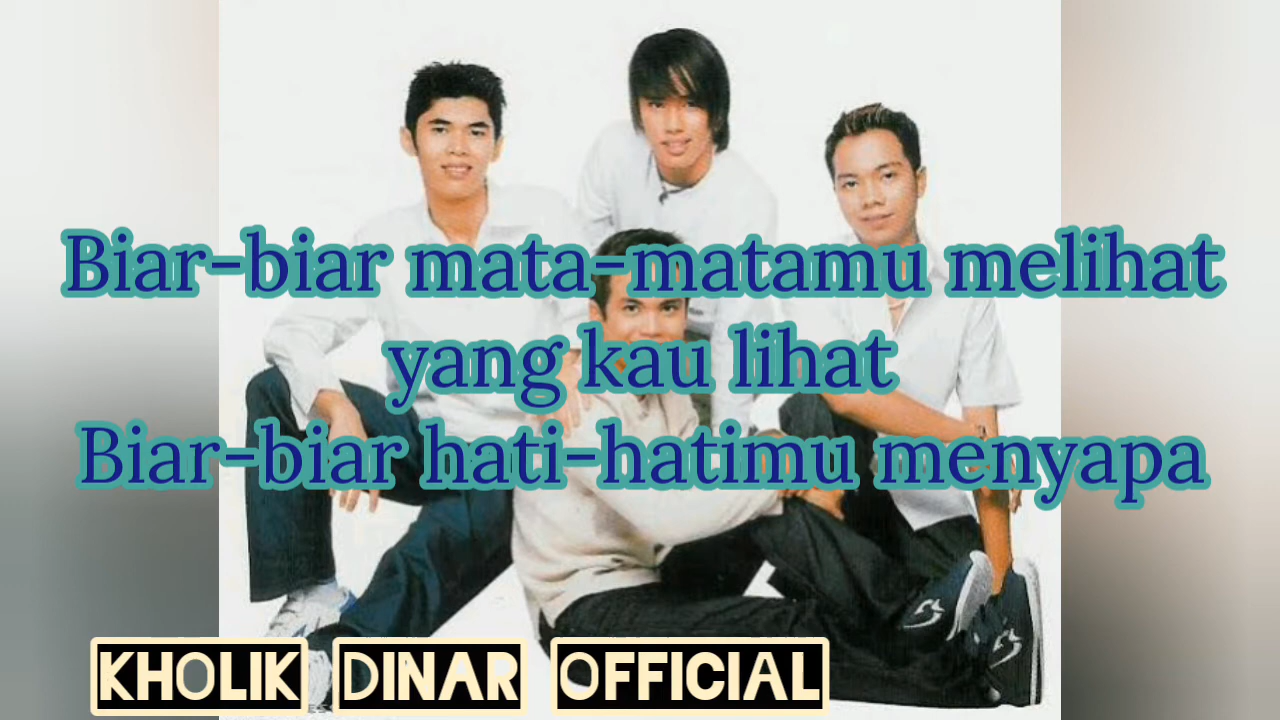 Biar-biar mata-matamu melihat
yang kau lihat
Biar-biar hati-hatimu menyapa
KHOLIK DINAR OFFICIAL